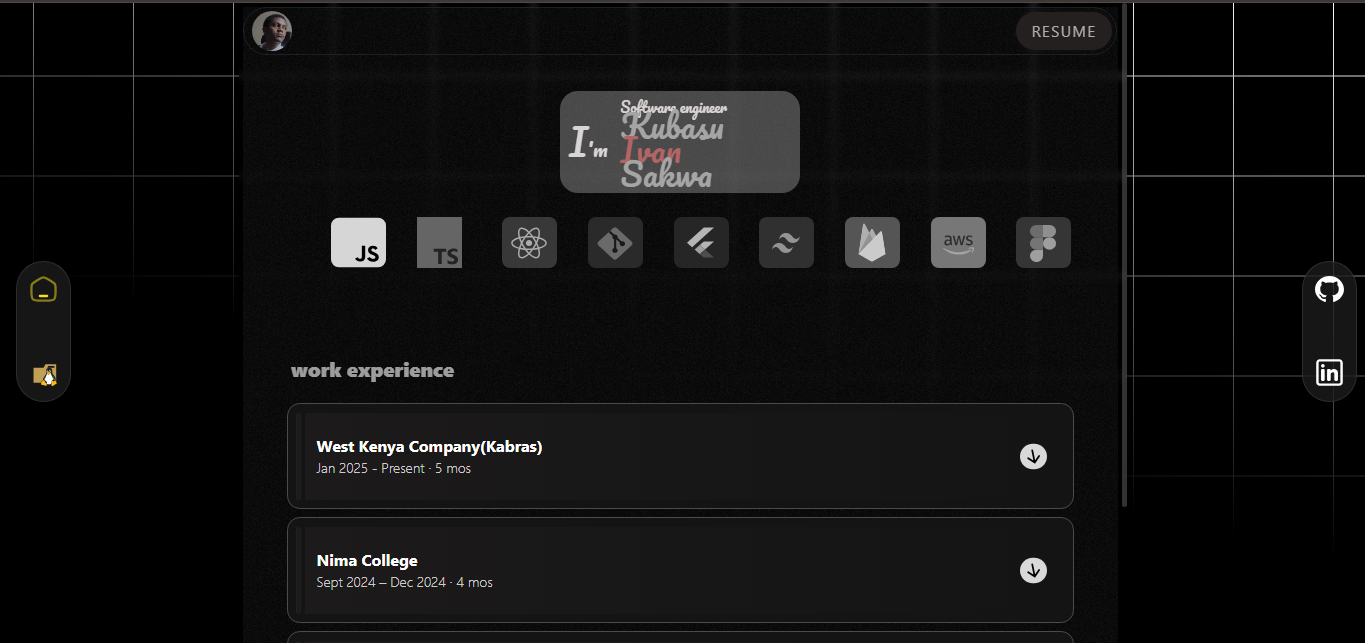 RESUME
Software engineer
I'm
Kubasu
Ivan
Sakwa
JS
TS
aws
in
work experience
West Kenya Company(Kabras)
Jan 2025 - Present · 5 mos
Nima College
Sept 2024 – Dec 2024 · 4 mos